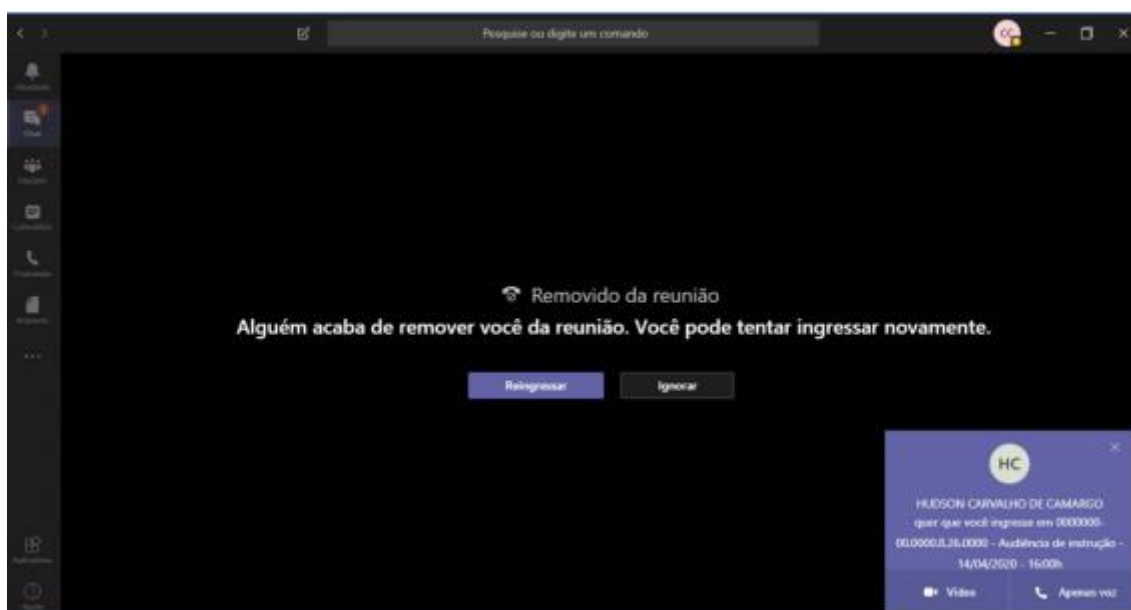 Pesquise ou digite um comando
CC
Chat
Removido da reunião
Alguém acaba de remover você da reunião. Você pode tentar ingressar novamente.
Reingressar
Ignorar
HC
HUDSON CARVALHO DE CAMARGO
quer que você ingresse em 0000000-
00.0000.8.26.0000 - Audiência de instrução -
14/04/2020 - 16:00h
Vídeo
Apenas voz